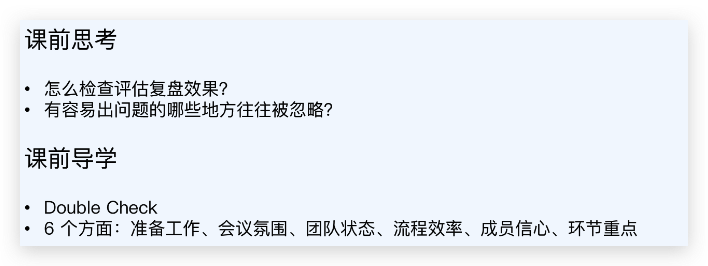 课前思考
• 怎么检查评估复盘效果？
• 有容易出问题的哪些地方往往被忽略？
课前导学
• Double Check
• 6 个方面：准备工作、会议氛围、团队状态、流程效率、成员信心、环节重点